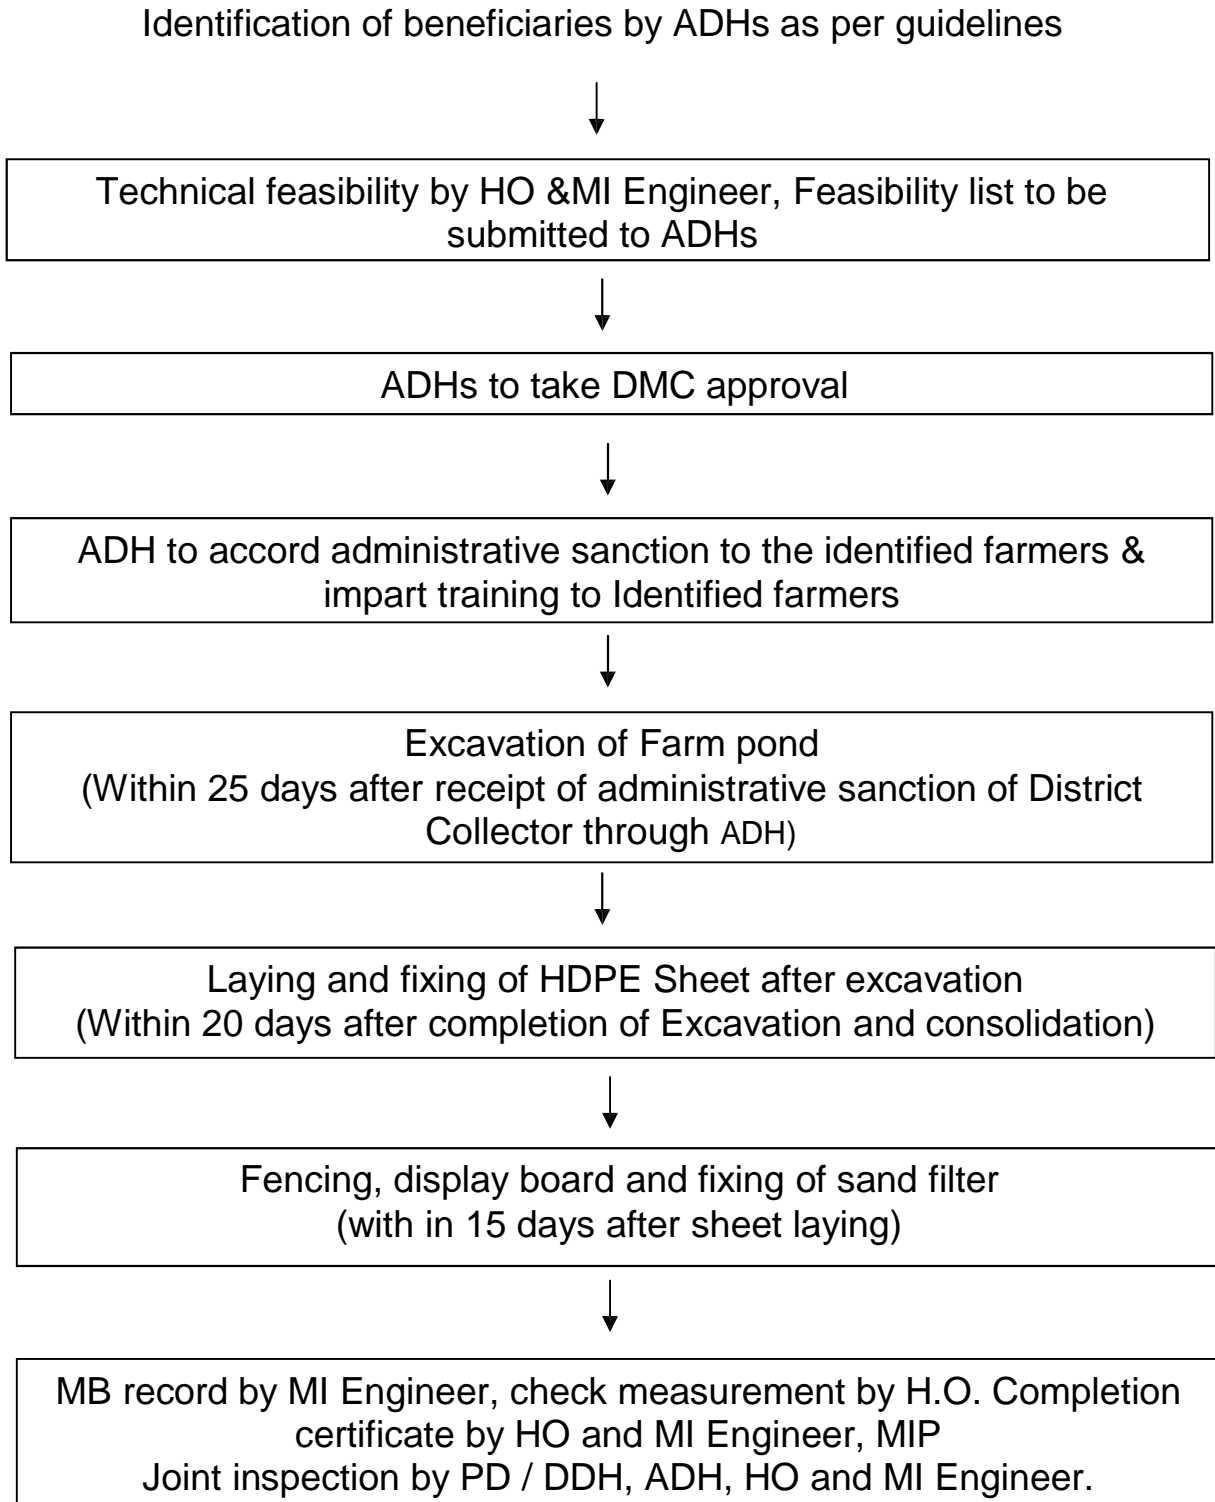 Identification of beneficiaries by ADHs as per guidelines
Technical feasibility by HO &MI Engineer, Feasibility list to be
submitted to ADHs
ADHs to take DMC approval
ADH to accord administrative sanction to the identified farmers &
impart training to Identified farmers
Excavation of Farm pond
(Within 25 days after receipt of administrative sanction of District
Collector through ADH)
Laying and fixing of HDPE Sheet after excavation
(Within 20 days after completion of Excavation and consolidation)
Fencing, display board and fixing of sand filter
(with in 15 days after sheet laying)
MB record by MI Engineer, check measurement by H.O. Completion
certificate by HO and MI Engineer, MIP
Joint inspection by PD / DDH, ADH, HO and MI Engineer.